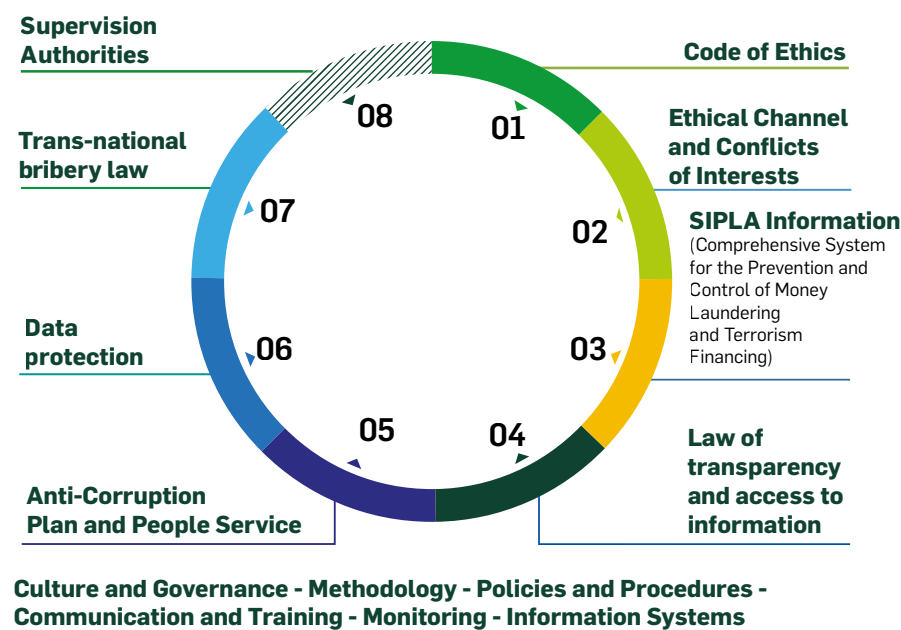 Code of Ethics
01
Ethical Channel
and Conflicts
of Interests
02
SIPLA Information
(Comprehensive System
for the Prevention and
Control of Money
Laundering
and Terrorism
Financing)
03
Law of
transparency
and access to
information
04
Anti-Corruption
Plan and People Service
05
Data
protection
06
Trans-national
bribery law
07
Supervision
Authorities
08
Culture and Governance - Methodology - Policies and Procedures -
Communication and Training - Monitoring - Information Systems